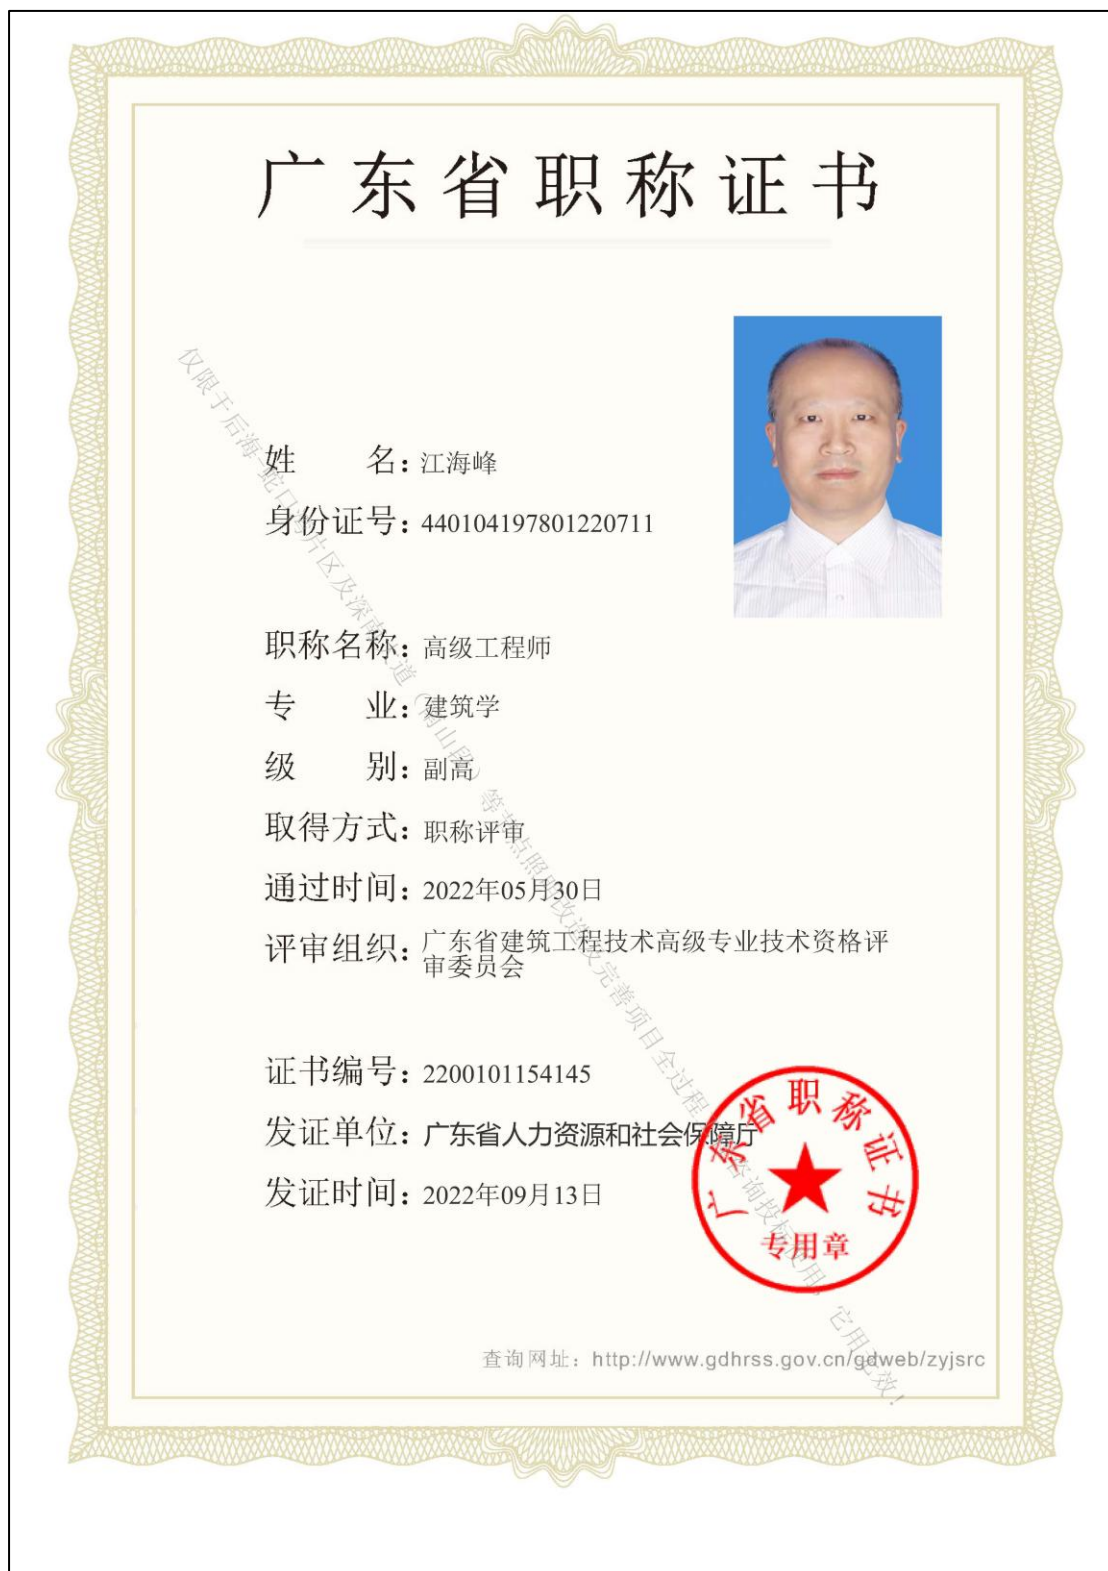 广东省职称证书
姓 名：江海峰
身份证号：440104197801220711
职称名称：高级工程师
专 业：建筑学
级 别：副高
取得方式：职称评审
通过时间：2022年05月30日
评审组织：广东省建筑工程技术高级专业技术资格评
审委员会
证书编号：2200101154145
发证单位：广东省人力资源和社会保障厅
发证时间：2022年09月13日
广东省职称证书
专用章
查询网址：http://www.gdhrss.gov.cn/gdweb/zyjsrc